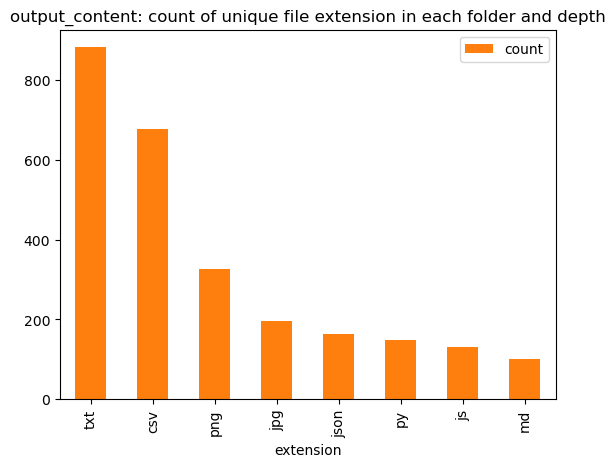 output_content: count of unique file extension in each folder and depth
count
800
600
400
200
0
txt
csv
png
jpg
json
py
js
md
extension